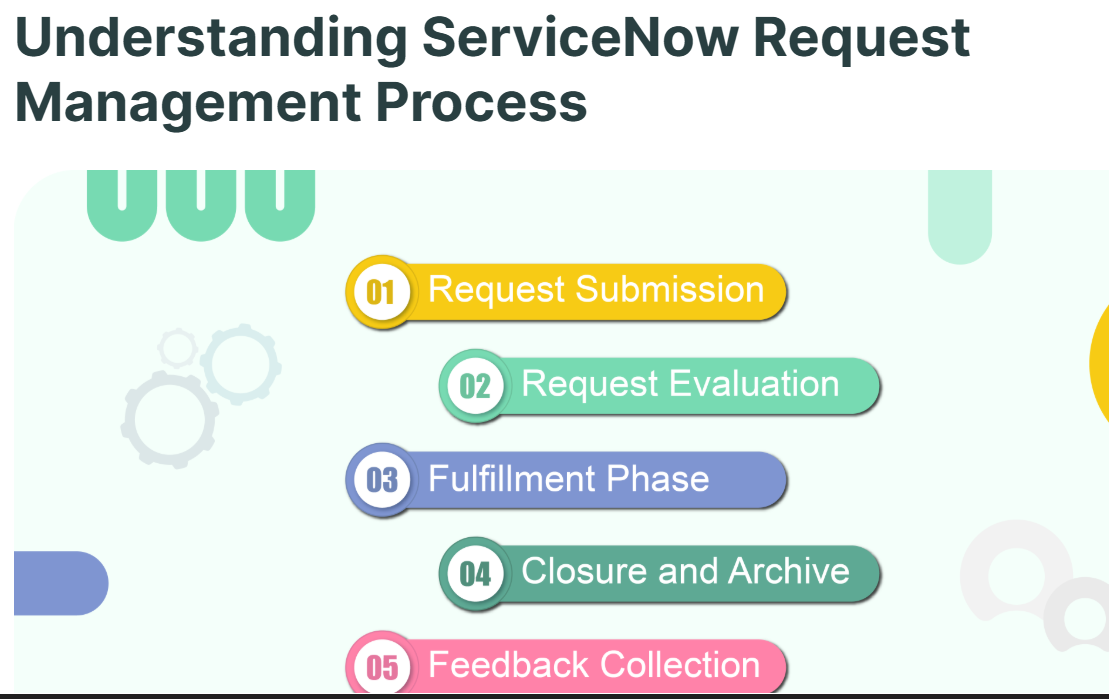 Understanding ServiceNow Request
Management Process
01 Request Submission
02 Request Evaluation
03 Fulfillment Phase
04 Closure and Archive
05 Feedback Collection